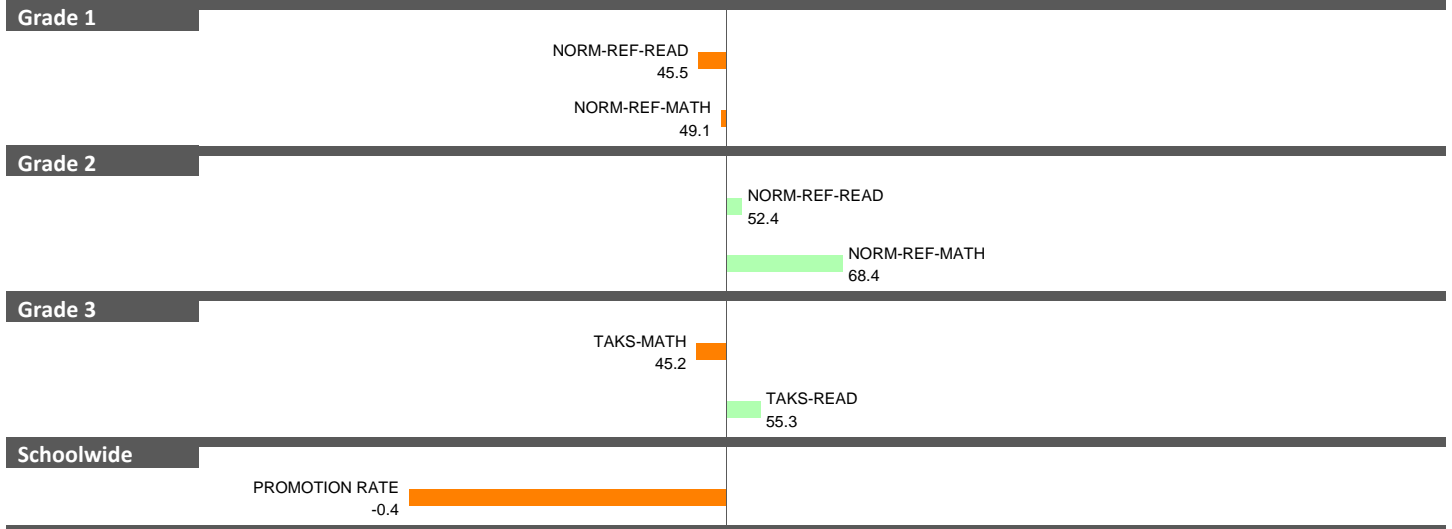 Grade 1
NORM-REF-READ
45.5
NORM-REF-MATH
49.1
Grade 2
NORM-REF-READ
52.4
NORM-REF-MATH
68.4
Grade 3
TAKS-MATH
45.2
TAKS-READ
55.3
Schoolwide
PROMOTION RATE
-0.4